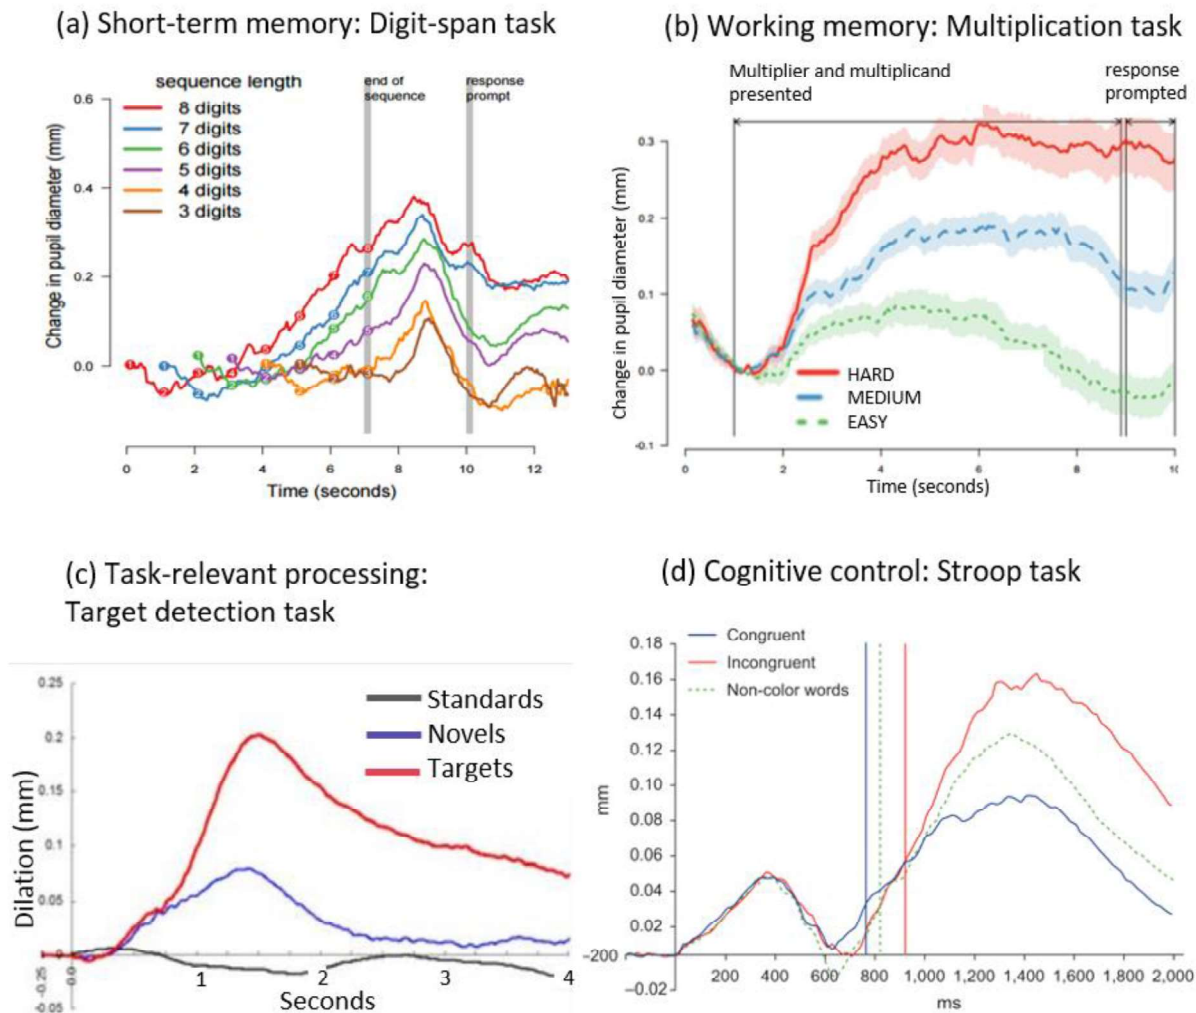 (a) Short-term memory: Digit-span task
sequence length
8 digits
7 digits
6 digits
5 digits
4 digits
3 digits
end of
sequence
response
prompt
Change in pupil diameter (mm)
0.6
0.4
0.2
0.0
0 2 4 6 8 10 12
Time (seconds)
(b) Working memory: Multiplication task
Multiplier and multiplicand
presented
response
prompted
Change in pupil diameter (mm)
0.3
0.2
0.1
0.0
-0.1
HARD
MEDIUM
EASY
0 2 4 6 8
Time (seconds)
(c) Task-relevant processing:
Target detection task
Dilation (mm)
0.25
0.2
0.15
0.1
0.05
0
-0.05
Standards
Novels
Targets
-0.25 0.0 1 2 3 4
Seconds
(d) Cognitive control: Stroop task
mm
0.18
0.16
0.14
0.12
0.10
0.08
0.06
0.04
0.02
−0.02
Congruent
Incongruent
Non-color words
−200 200 400 600 800 1,000 1,200 1,400 1,600 1,800 2,000
ms